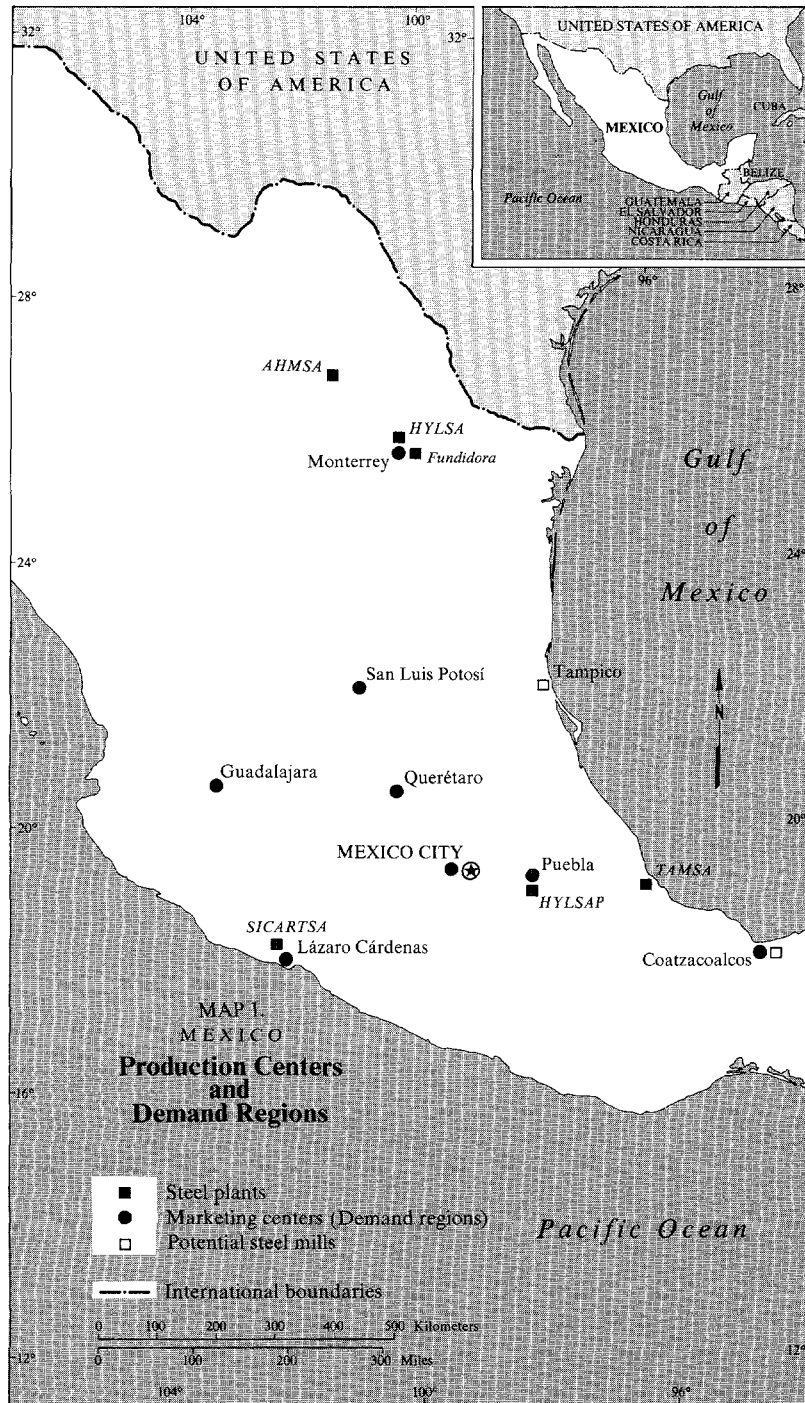 104°
100°
32°
32°
UNITED STATES
OF AMERICA
UNITED STATES OF AMERICA
Gulf
of
Mexico
CUBA
MEXICO
BELIZE
Pacific Ocean
GUATEMALA
EL SALVADOR
HONDURAS
NICARAGUA
COSTA RICA
96°
28°
28°
AHMSA
HYLSA
Monterrey
Fundidora
Gulf
of
Mexico
24°
24°
San Luis Potosí
Tampico
N
Guadalajara
Querétaro
20°
20°
MEXICO CITY
Puebla
TAMSA
HYLSAP
SICARTSA
Lázaro Cárdenas
Coatzacoalcos
MAP 1.
MEXICO
Production Centers
and
Demand Regions
16°
16°
Steel plants
Marketing centers (Demand regions)
Potential steel mills
International boundaries
Pacific Ocean
0 100 200 300 400 500 Kilometers
0 100 200 300 Miles
12°
12°
104°
100°
96°